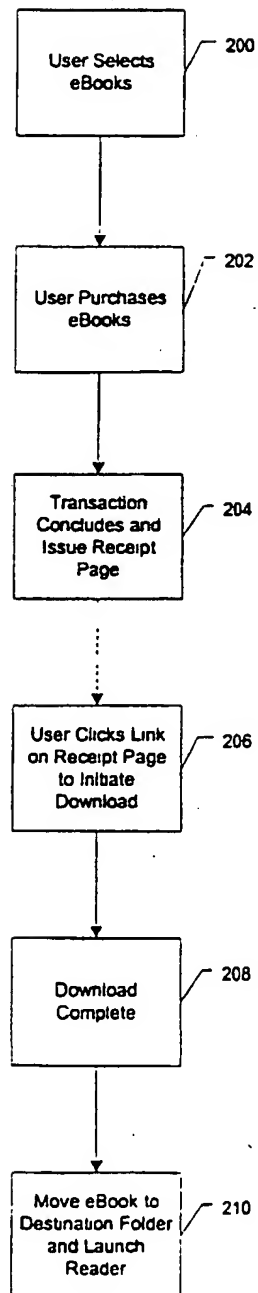 User Selects
eBooks
200
User Purchases
eBooks
202
Transaction
Concludes and
Issue Receipt
Page
204
User Clicks Link
on Receipt Page
to Initiate
Download
206
Download
Complete
208
Move eBook to
Destination Folder
and Launch
Reader
210